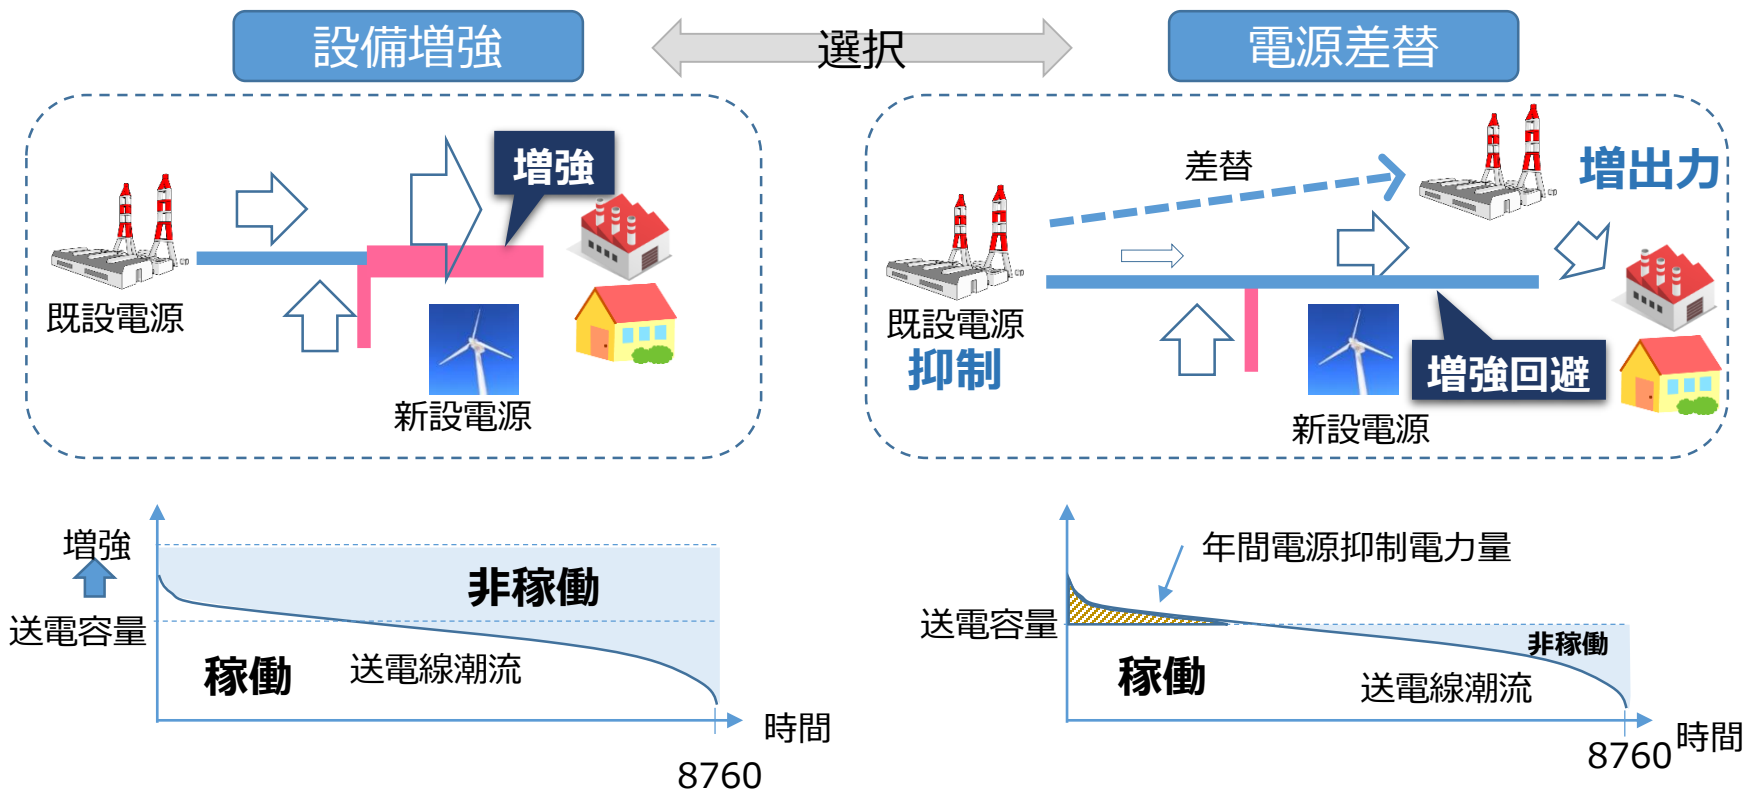 設備増強
選択
電源差替
増強
既設電源
新設電源
差替
増出力
既設電源
抑制
増強回避
新設電源
増強
送電容量
非稼働
稼働
送電線潮流
時間
8760
年間電源抑制電力量
送電容量
非稼働
稼働
送電線潮流
時間
8760